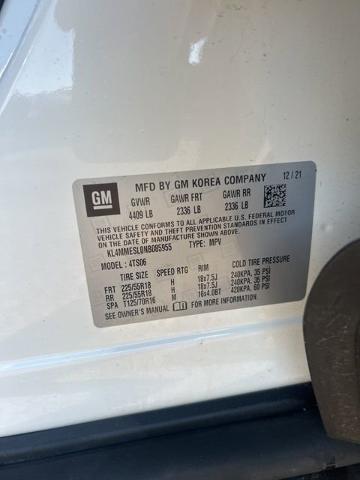 MFD BY GM KOREA COMPANY 12/21
GM
GVWR GAWR FRT GAWR RR
4409 LB 2336 LB 2336 LB
THIS VEHICLE CONFORMS TO ALL APPLICABLE U.S. FEDERAL MOTOR
VEHICLE SAFETY, BUMPER, AND THEFT PREVENTION STANDARDS IN
EFFECT ON THE DATE OF MANUFACTURE SHOWN ABOVE.
KL4MMESL0NB085955 TYPE: MPV
MODEL: 4TS06
TIRE SIZE SPEED RTG RIM COLD TIRE PRESSURE
FRT 225/55R18 H 18x7.5J 240KPA, 35 PSI
RR 225/55R18 H 18x7.5J 240KPA, 35 PSI
SPA T125/70R16 M 16x4.0BT 420KPA, 60 PSI
SEE OWNER'S MANUAL FOR MORE INFORMATION.